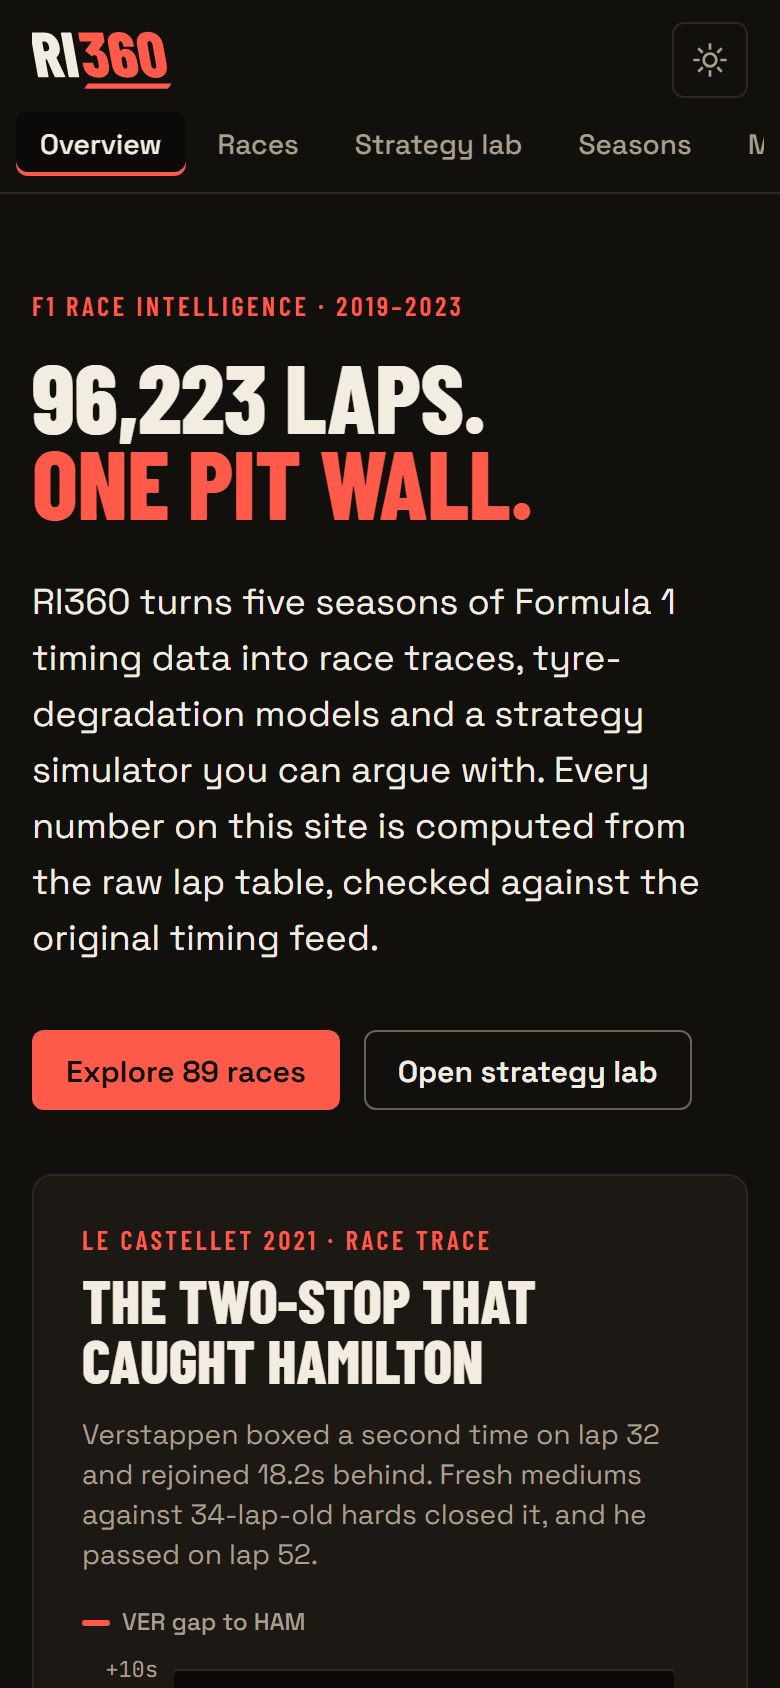 RI360
Overview Races Strategy lab Seasons
F1 RACE INTELLIGENCE · 2019–2023
96,223 LAPS.
ONE PIT WALL.
RI360 turns five seasons of Formula 1
timing data into race traces, tyre-
degradation models and a strategy
simulator you can argue with. Every
number on this site is computed from
the raw lap table, checked against the
original timing feed.
Explore 89 races Open strategy lab
LE CASTELLET 2021 · RACE TRACE
THE TWO-STOP THAT
CAUGHT HAMILTON
Verstappen boxed a second time on lap 32
and rejoined 18.2s behind. Fresh mediums
against 34-lap-old hards closed it, and he
passed on lap 52.
VER gap to HAM
+10s